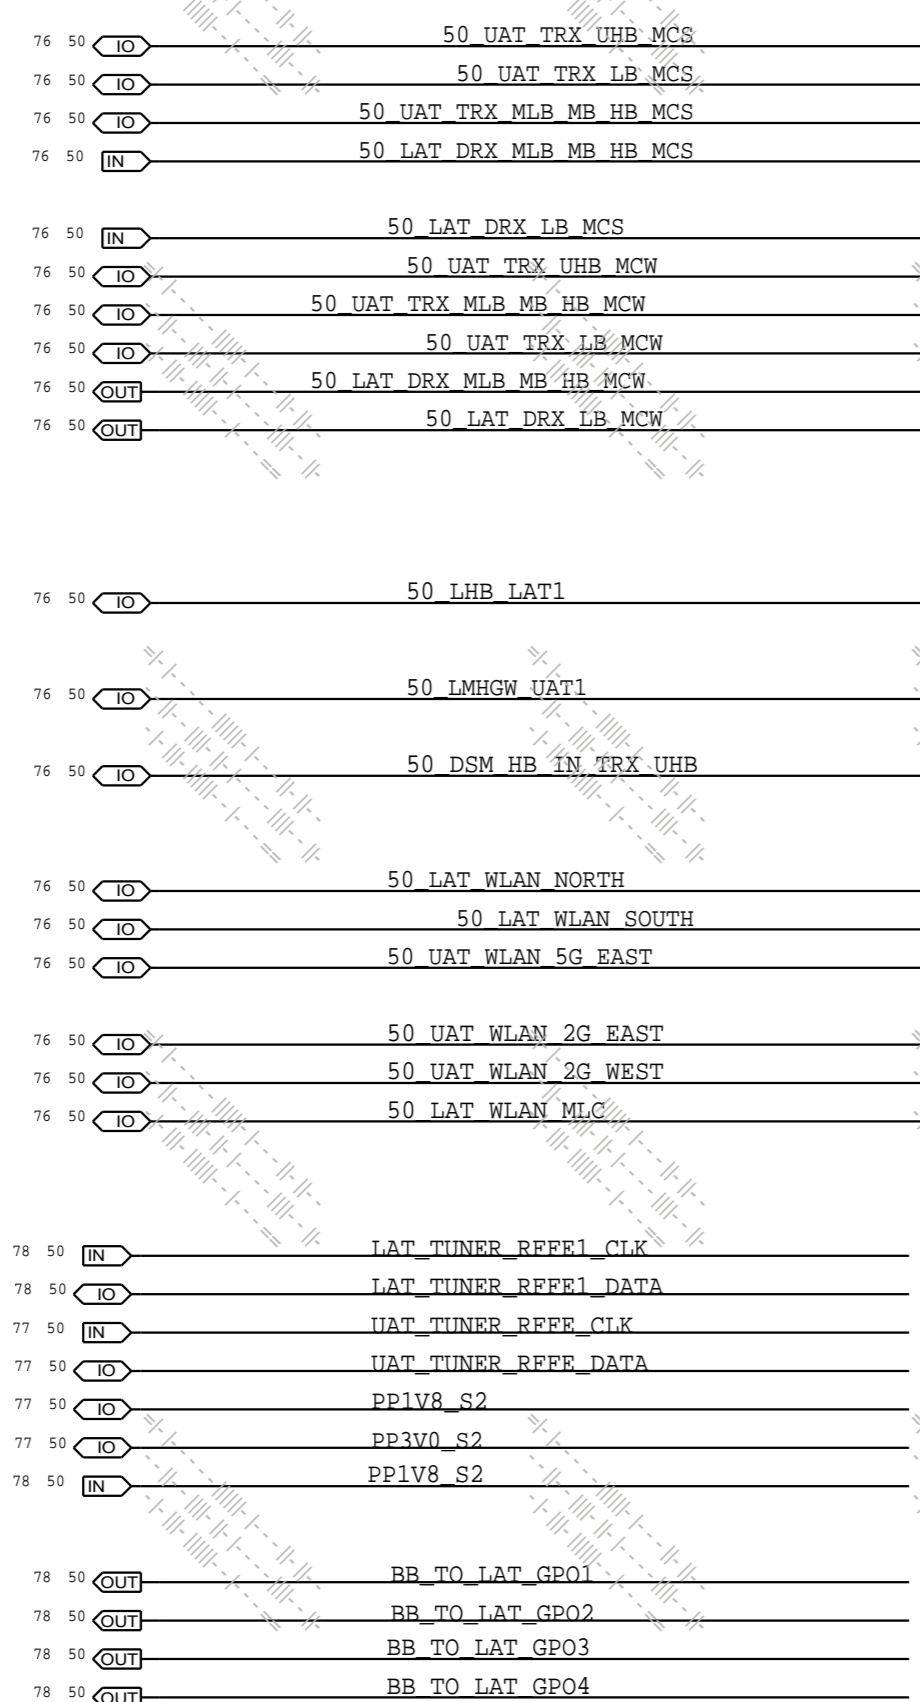 76 50 IO 50_UAT_TRX_UHB_MCS
76 50 IO 50_UAT_TRX_LB_MCS
76 50 IO 50_UAT_TRX_MLB_MB_HB_MCS
76 50 IN 50_LAT_DRX_MLB_MB_HB_MCS
76 50 IN 50_LAT_DRX_LB_MCS
76 50 IO 50_UAT_TRX_UHB_MCW
76 50 IO 50_UAT_TRX_MLB_MB_HB_MCW
76 50 IO 50_UAT_TRX_LB_MCW
76 50 OUT 50_LAT_DRX_MLB_MB_HB_MCW
76 50 OUT 50_LAT_DRX_LB_MCW
76 50 IO 50_LHB_LAT1
76 50 IO 50_LMHGW_UAT1
76 50 IO 50_DSM_HB_IN_TRX_UHB
76 50 IO 50_LAT_WLAN_NORTH
76 50 IO 50_LAT_WLAN_SOUTH
76 50 IO 50_UAT_WLAN_5G_EAST
76 50 IO 50_UAT_WLAN_2G_EAST
76 50 IO 50_UAT_WLAN_2G_WEST
76 50 IO 50_LAT_WLAN_MLC
78 50 IN LAT_TUNER_RFFE1_CLK
78 50 IO LAT_TUNER_RFFE1_DATA
77 50 IN UAT_TUNER_RFFE_CLK
77 50 IO UAT_TUNER_RFFE_DATA
77 50 IO PP1V8_S2
77 50 IO PP3V0_S2
78 50 IN PP1V8_S2
78 50 OUT BB_TO_LAT_GPO1
78 50 OUT BB_TO_LAT_GPO2
78 50 OUT BB_TO_LAT_GPO3
78 50 OUT BB_TO_LAT_GPO4